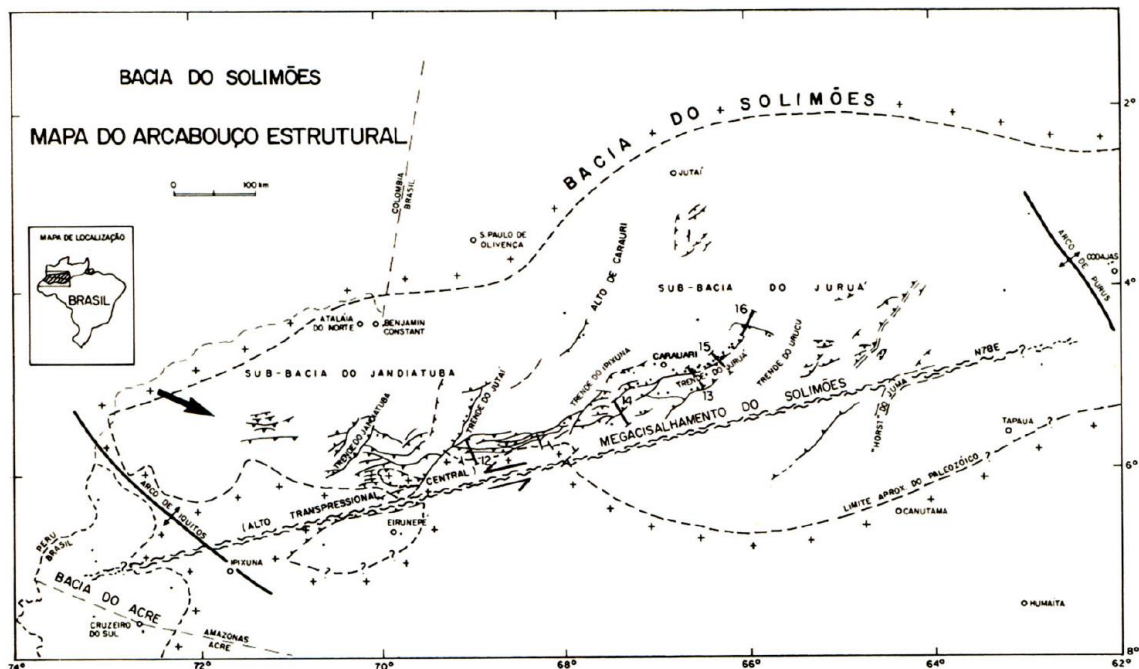 BACIA DO SOLIMÕES
MAPA DO ARCABOUÇO ESTRUTURAL
0 100 km
MAPA DE LOCALIZAÇÃO
BRASIL
COLOMBIA
BRASIL
BACIA DO SOLIMÕES
JUTAÍ
S. PAULO DE
OLIVENÇA
ALTO DE CARAURI
ARCO DE PURUS
CODAJAS
2°
4°
SUB-BACIA DO JURUÁ
ATALAIA
DO NORTE
BENJAMIN
CONSTANT
16
15
CARAUARI
TRENDE DO JURUÁ
TRENDE DO URUCU
N78E ?
SUB-BACIA DO JANDIATUBA
TRENDE DO IPIXUNA
TRENDE DO JUTAÍ
TRENDE DO JANDIATUBA
14
13
12
MEGACISALHAMENTO DO SOLIMÕES
"HORST" DO JUMA
TAPAUÁ
6°
(ALTO TRANSPRESSIONAL CENTRAL)
LIMITE APROX. DO PALEOZÓICO ?
CANUTAMA
ARCO DE IQUITOS
EIRUNEPE
PERU
BRASIL
IPIXUNA
BACIA DO ACRE
CRUZEIRO
DO SUL
AMAZONAS
ACRE
HUMAITA
8°
74° 72° 70° 68° 66° 64° 62°